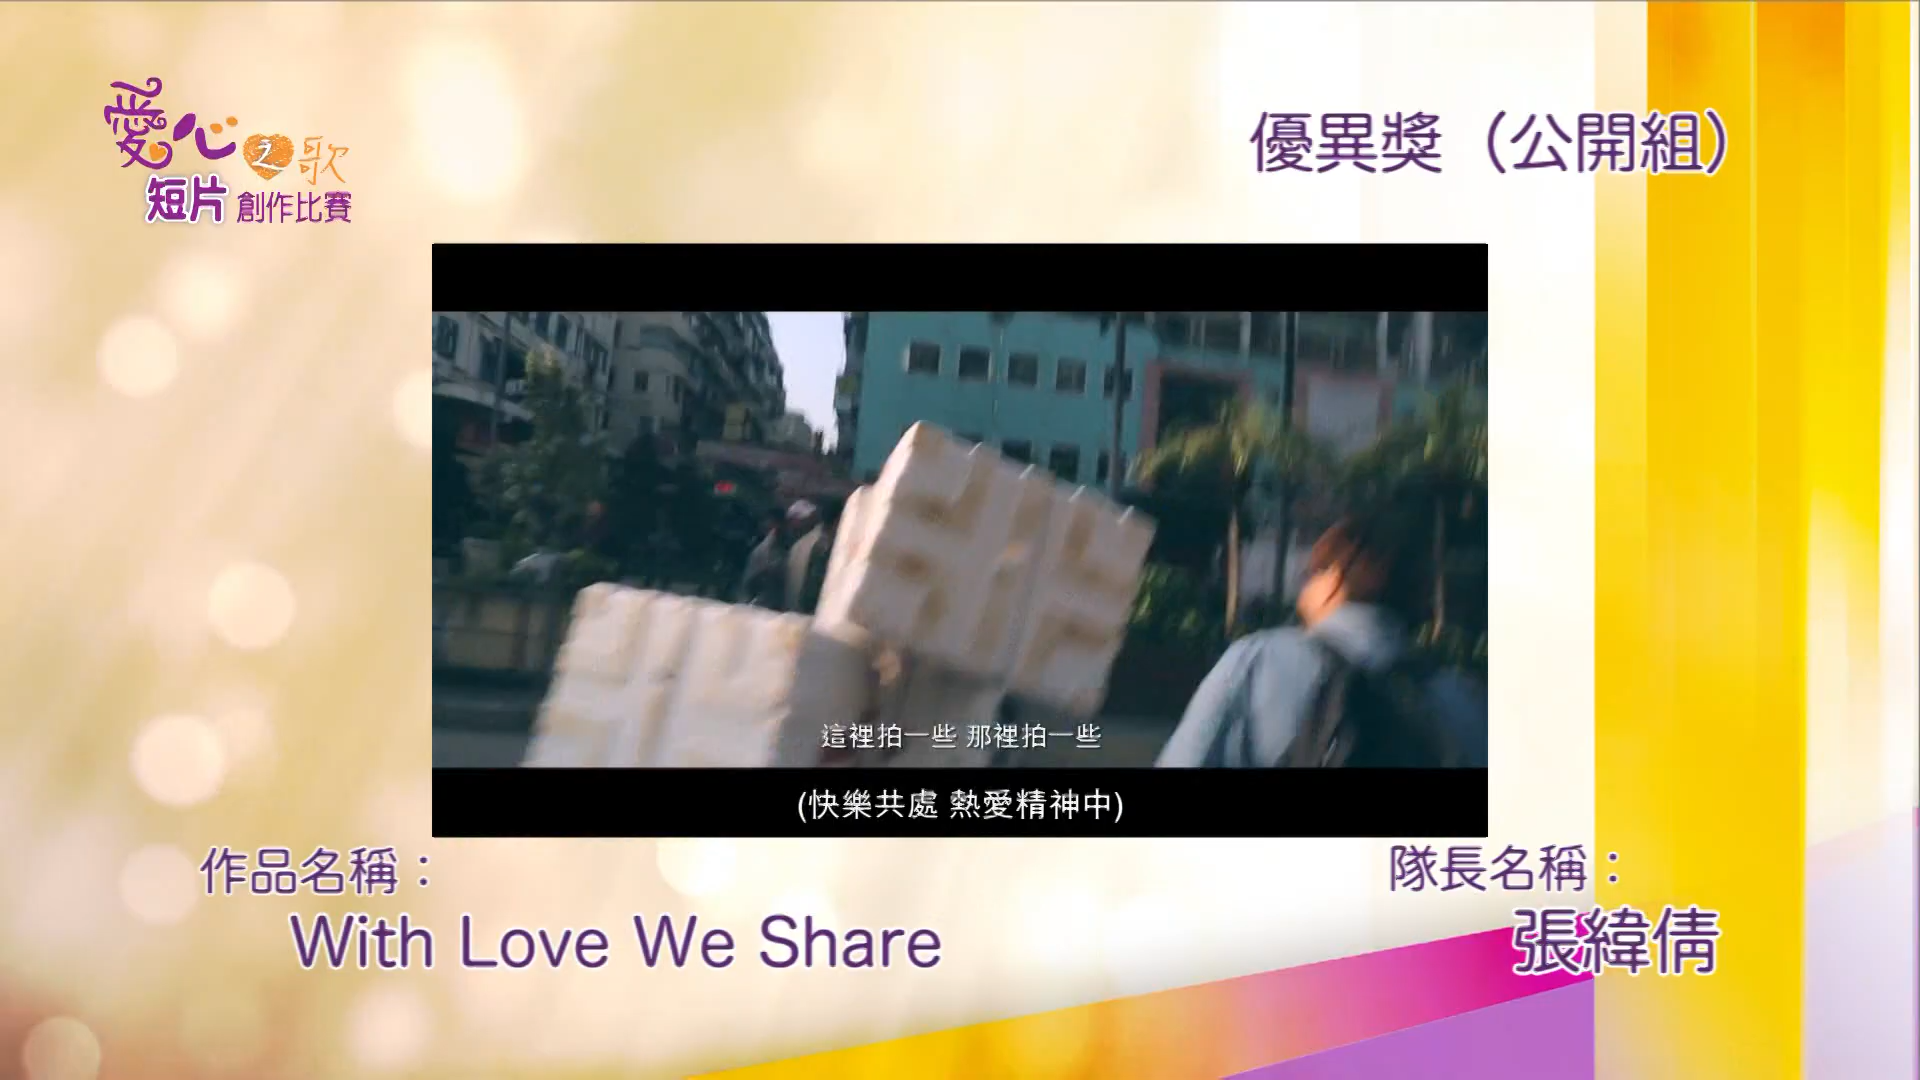 愛心之歌
短片創作比賽
優異獎（公開組）
這裡拍一些 那裡拍一些
(快樂共處 熱愛精神中)
作品名稱：
With Love We Share
隊長名稱：
張緯倩